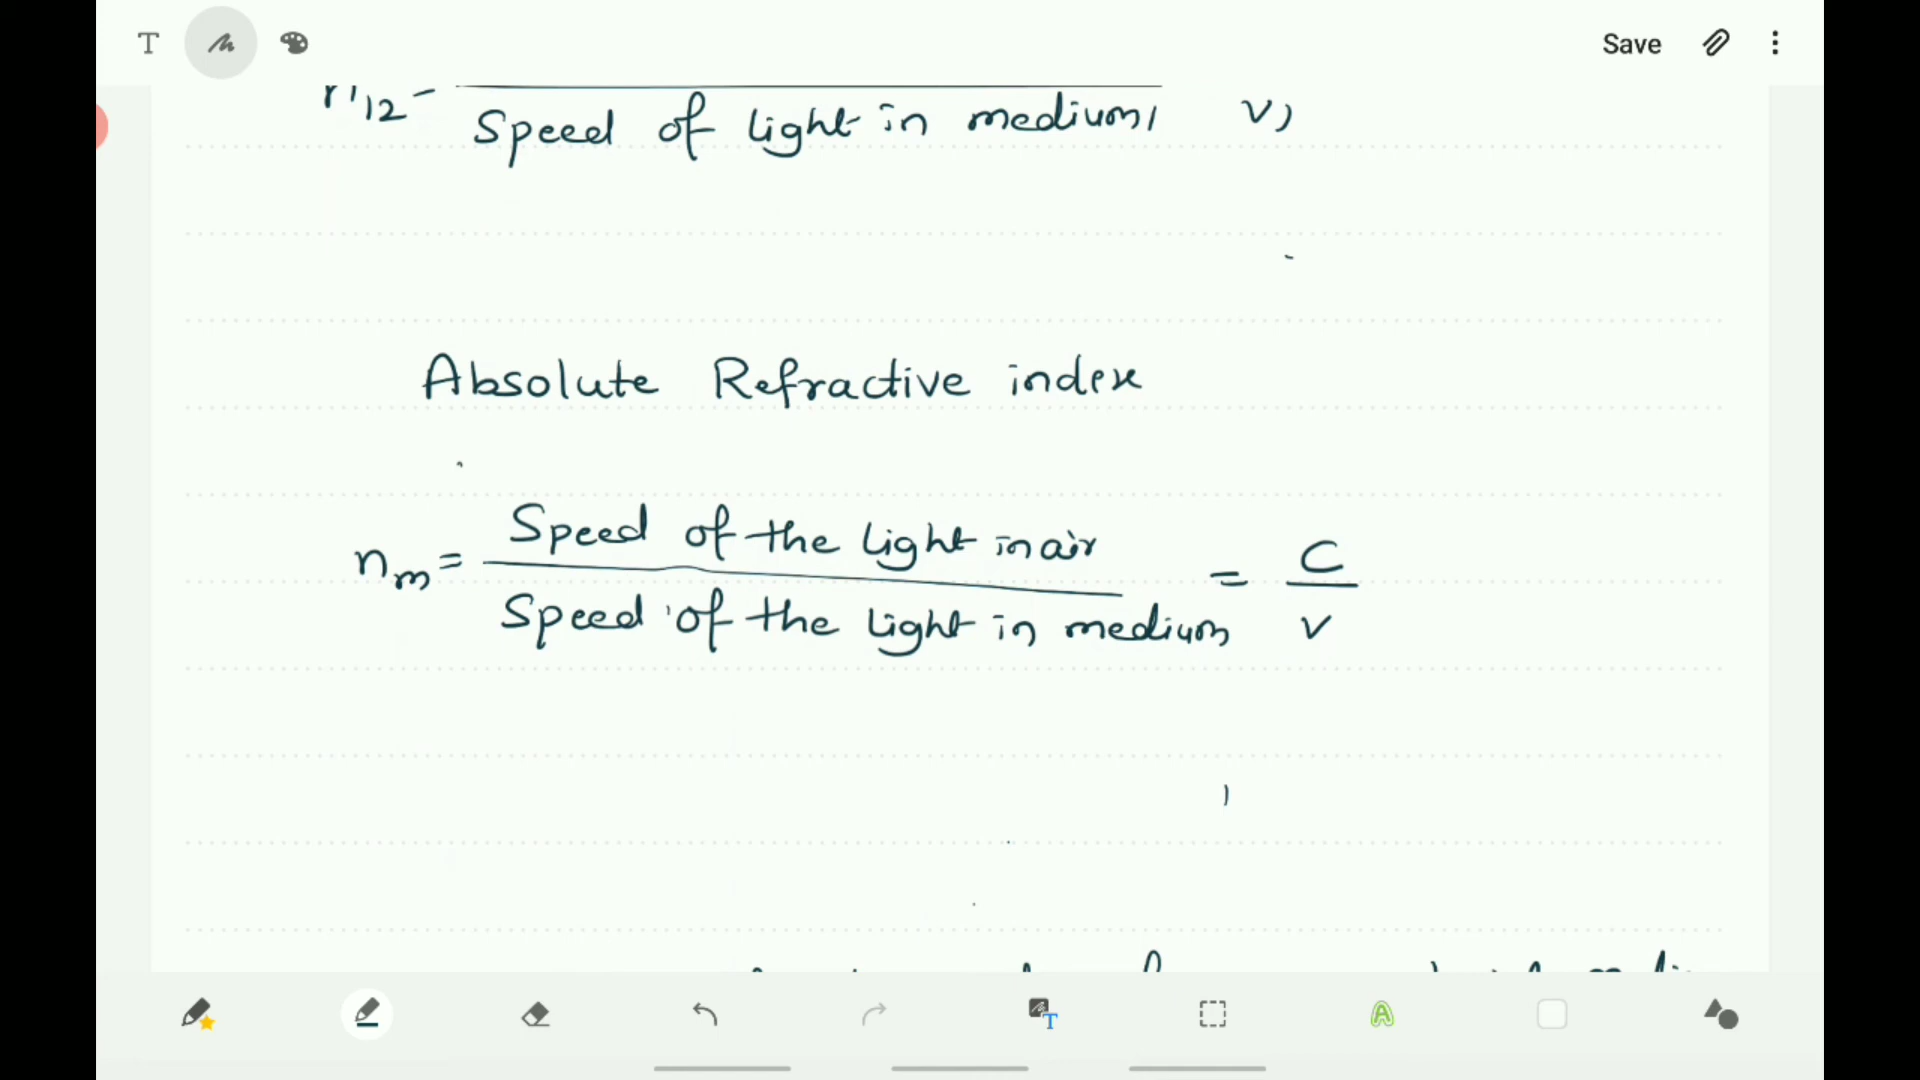 T Save
n12 =
Speed of light in medium1 v1
Absolute Refractive index
nm = Speed of the light in air / Speed of the light in medium = C / v